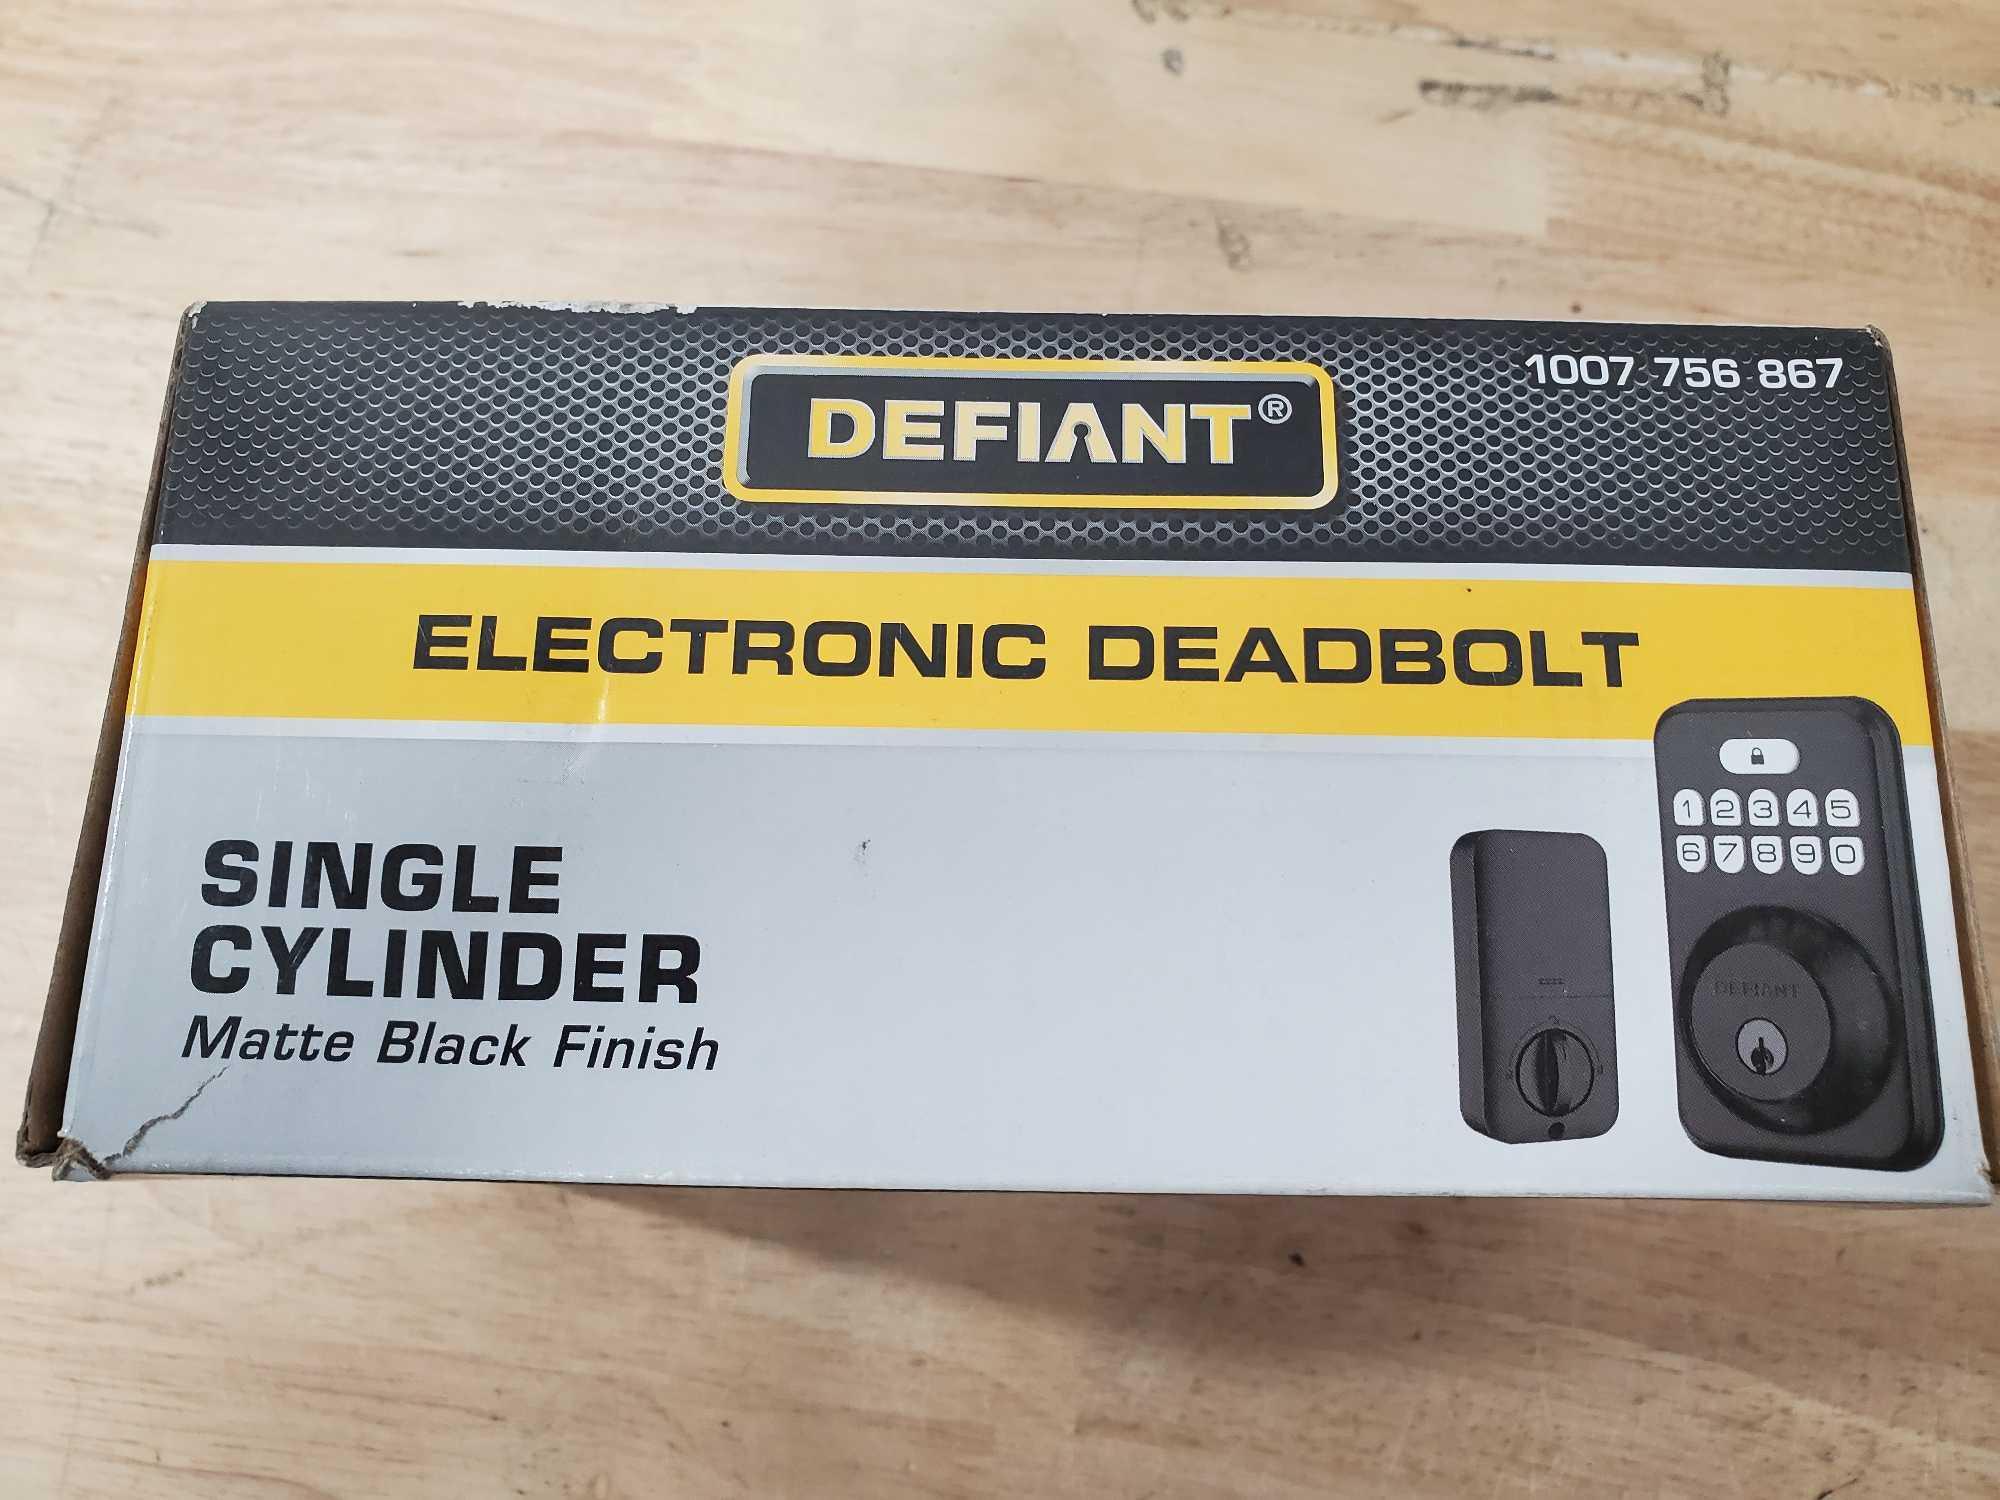 DEFIANT®
1007 756 867
ELECTRONIC DEADBOLT
SINGLE
CYLINDER
Matte Black Finish
1 2 3 4 5
6 7 8 9 0
DEFIANT